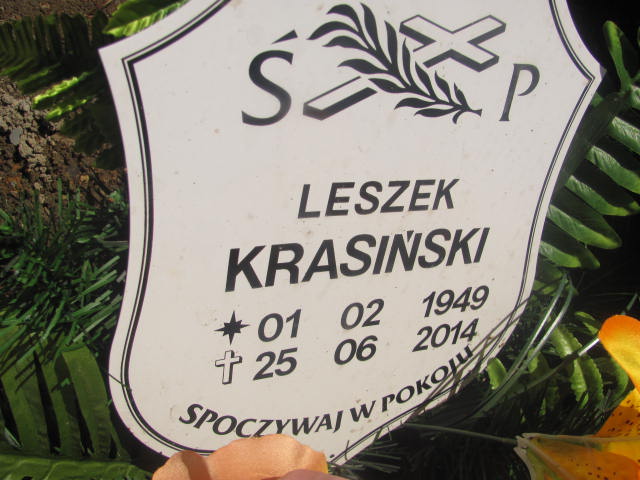 Ś P
LESZEK
KRASIŃSKI
01 02 1949
25 06 2014
SPOCZYWAJ W POKOJU